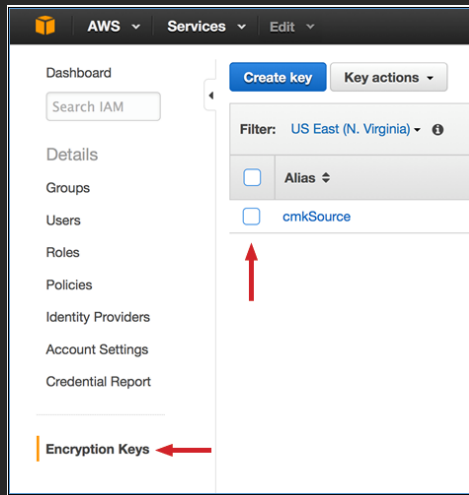 AWS Services Edit
Dashboard
Search IAM
Details
Groups
Users
Roles
Policies
Identity Providers
Account Settings
Credential Report
Encryption Keys
Create key Key actions
Filter: US East (N. Virginia)
Alias
cmkSource